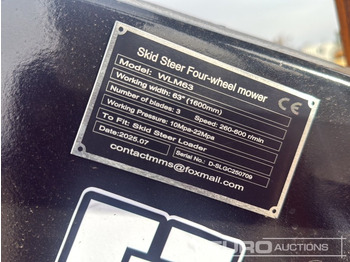 Skid Steer Four-wheel mower
Model: WLM63
Working width: 63" (1600mm)
Number of blades: 3 Speed: 260-600 r/min
Working Pressure: 10Mpa-22Mpa
To Fit: Skid Steer Loader
Date:2025.07 Serial No.: D-SLGC250709
contactmms@foxmail.com
CE
EURO
AUCTIONS